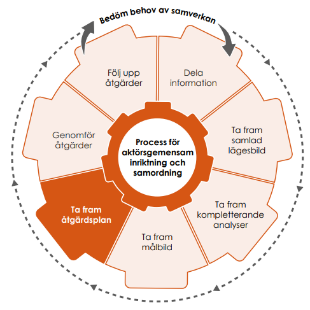 Bedöm behov av samverkan
Följ upp
åtgärder
Dela
information
Genomför
åtgärder
Process för
aktörsgemensam
inriktning och
samordning
Ta fram
samlad
lägesbild
Ta fram
åtgärdsplan
Ta fram
kompletterande
analyser
Ta fram
målbild